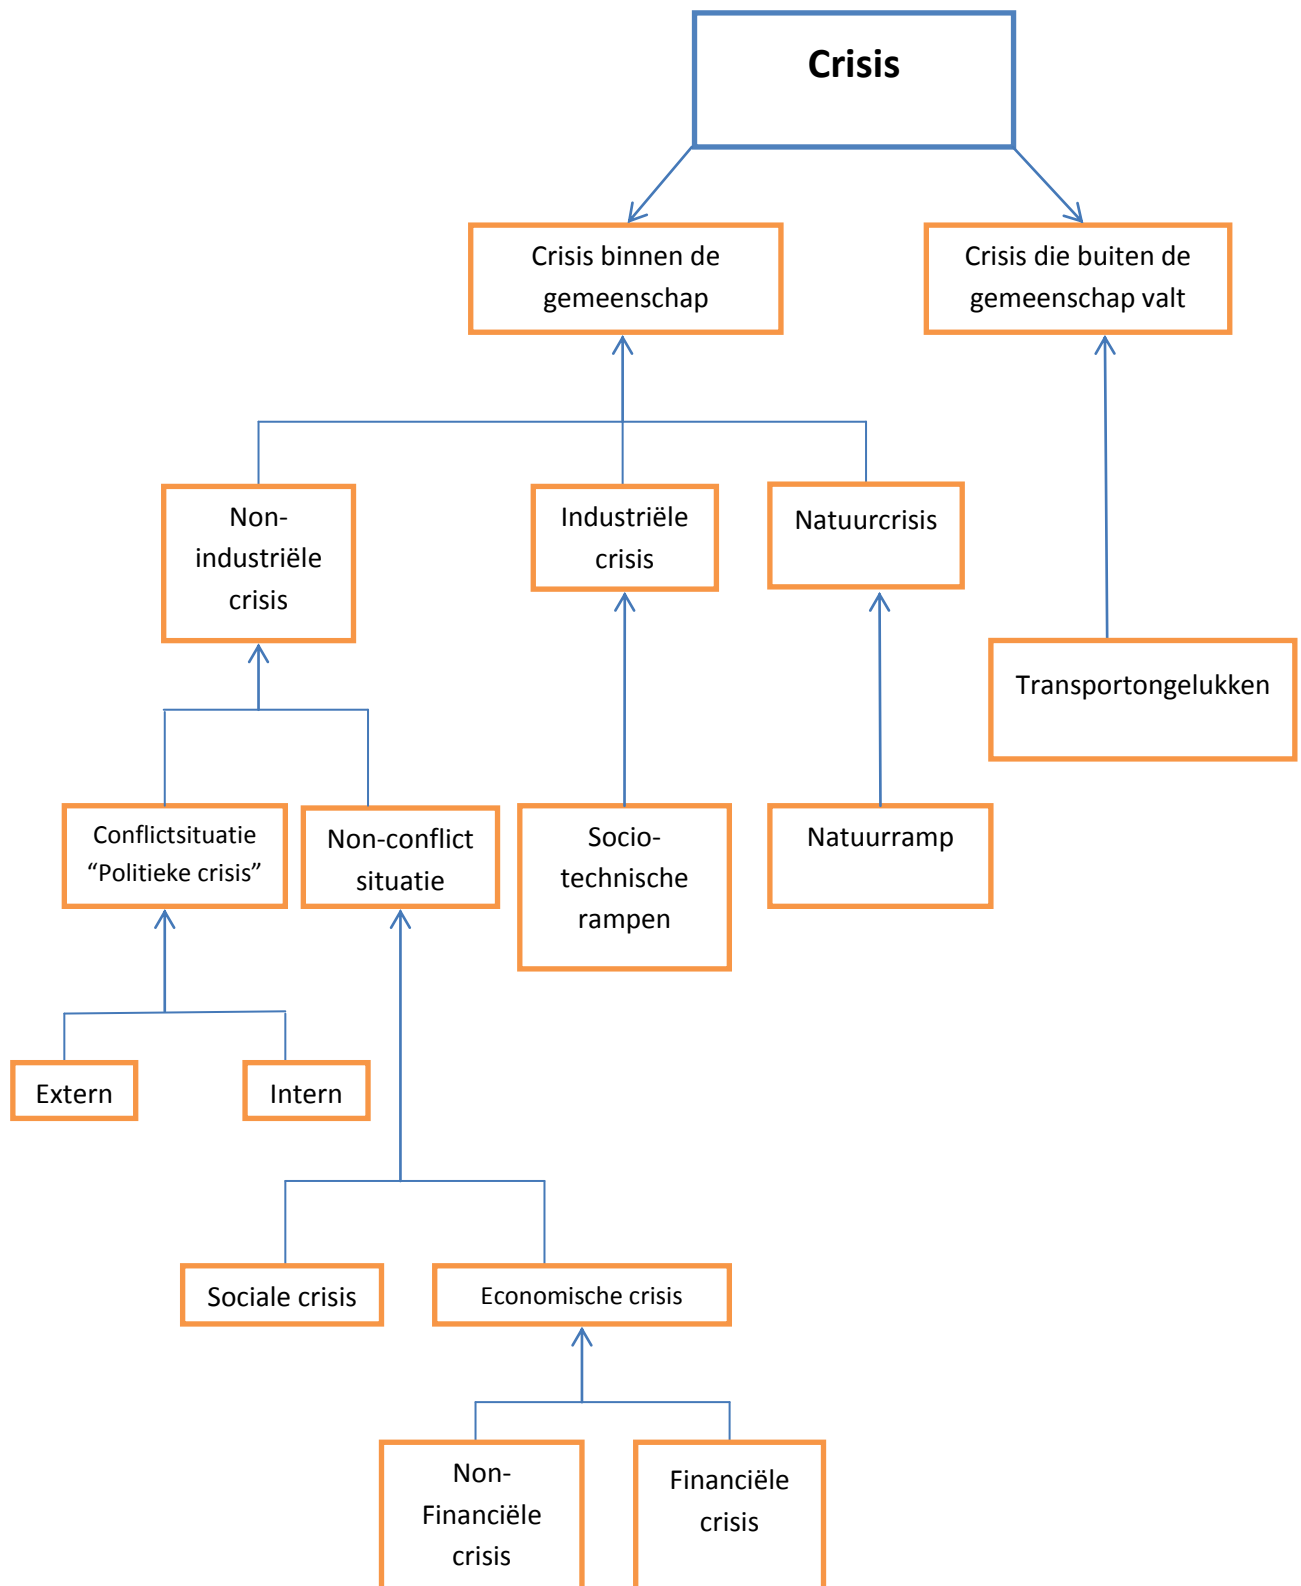 Crisis
Crisis binnen de
gemeenschap
Crisis die buiten de
gemeenschap valt
Non-
industriële
crisis
Industriële
crisis
Natuurcrisis
Transportongelukken
Conflictsituatie
“Politieke crisis”
Non-conflict
situatie
Socio-
technische
rampen
Natuurramp
Extern
Intern
Sociale crisis
Economische crisis
Non-
Financiële
crisis
Financiële
crisis